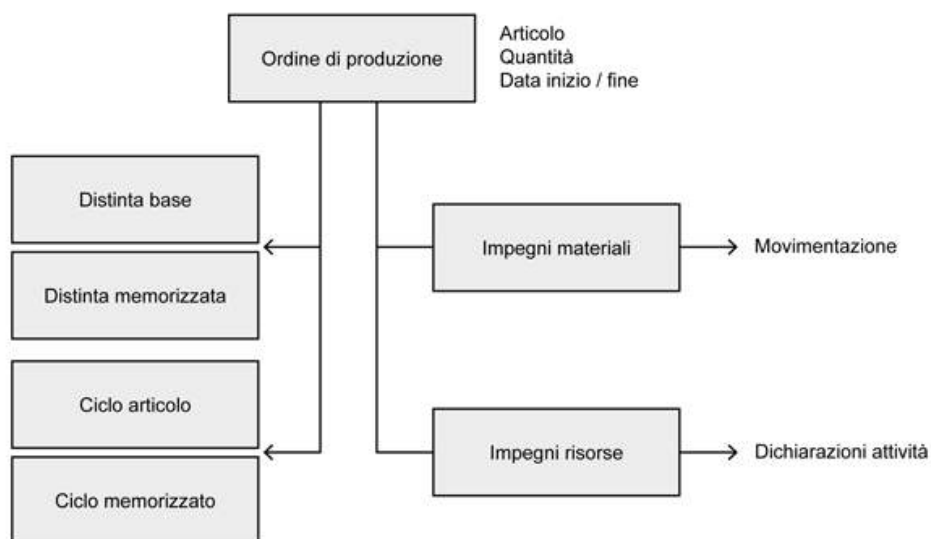 Ordine di produzione
Articolo
Quantità
Data inizio / fine
Distinta base
Distinta memorizzata
Impegni materiali
Movimentazione
Ciclo articolo
Ciclo memorizzato
Impegni risorse
Dichiarazioni attività